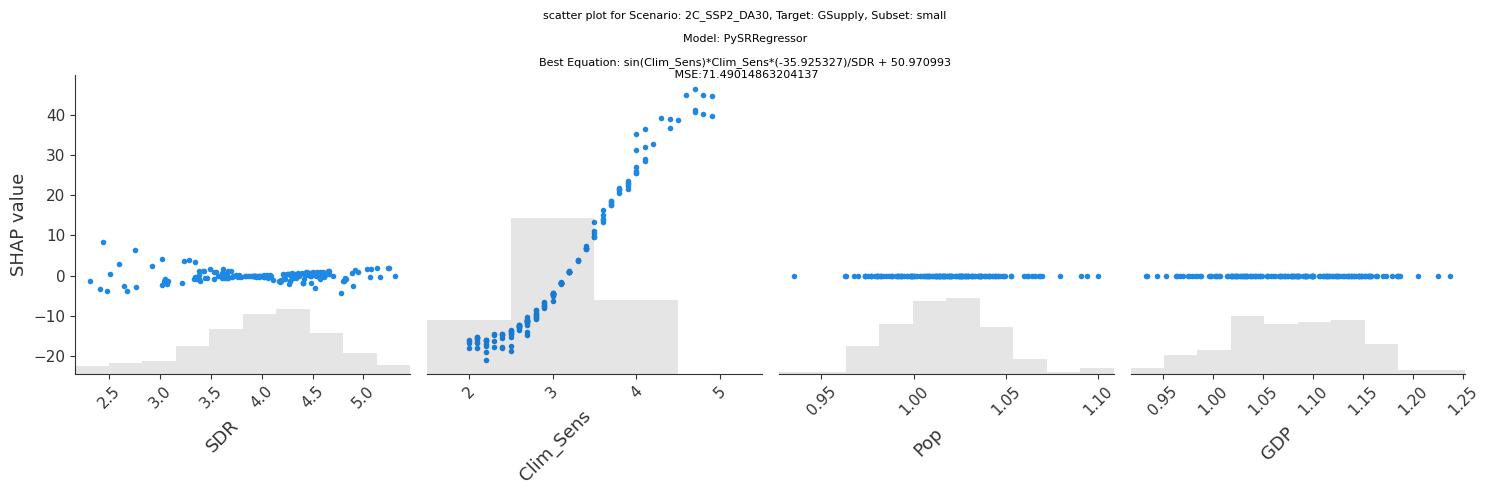 scatter plot for Scenario: 2C_SSP2_DA30, Target: GSupply, Subset: small
Model: PySRRegressor
Best Equation: sin(Clim_Sens)*Clim_Sens*(-35.925327)/SDR + 50.970993
MSE:71.49014863204137
SHAP value
40
30
20
10
0
−10
−20
2.5 3.0 3.5 4.0 4.5 5.0
SDR
2 3 4 5
Clim_Sens
0.95 1.00 1.05 1.10
Pop
0.95 1.00 1.05 1.10 1.15 1.20 1.25
GDP